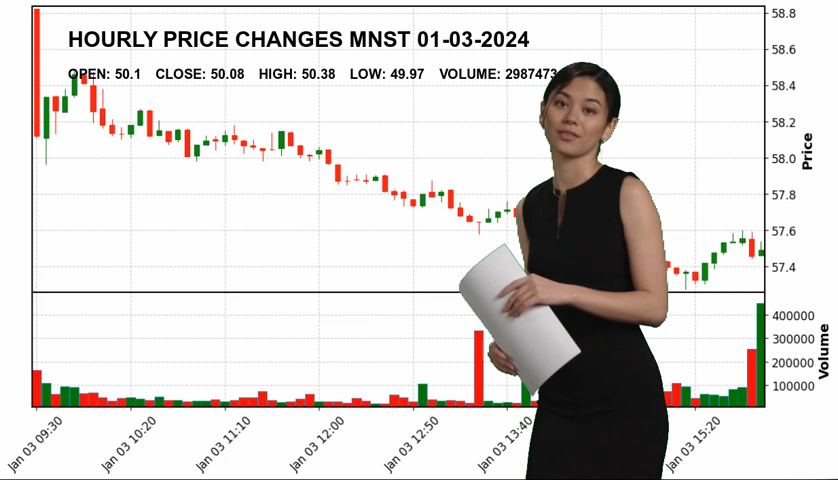 HOURLY PRICE CHANGES MNST 01-03-2024
OPEN: 50.1 CLOSE: 50.08 HIGH: 50.38 LOW: 49.97 VOLUME: 2987473
58.8
58.6
58.4
58.2
58.0
57.8
57.6
57.4
Price
400000
300000
200000
100000
Volume
Jan 03 09:30
Jan 03 10:20
Jan 03 11:10
Jan 03 12:00
Jan 03 12:50
Jan 03 13:40
Jan 03 15:20